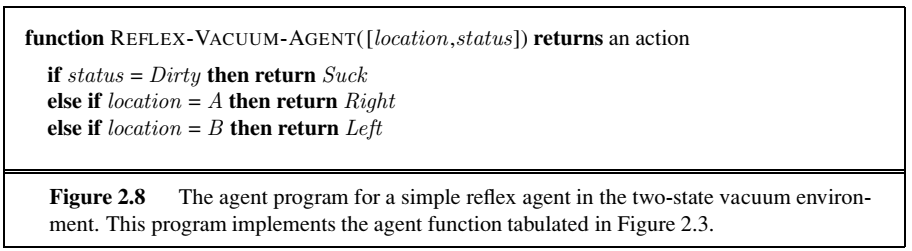 function REFLEX-VACUUM-AGENT([location,status]) returns an action
if status = Dirty then return Suck
else if location = A then return Right
else if location = B then return Left
Figure 2.8 The agent program for a simple reflex agent in the two-state vacuum environ-
ment. This program implements the agent function tabulated in Figure 2.3.